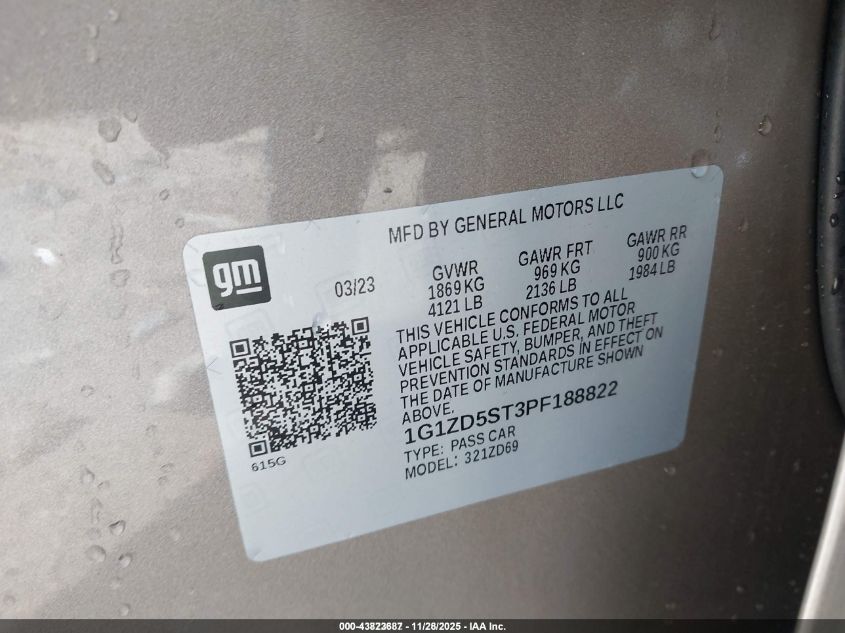 MFD BY GENERAL MOTORS LLC
gm
03/23
GVWR
1869 KG
4121 LB
GAWR FRT
969 KG
2136 LB
GAWR RR
900 KG
1984 LB
THIS VEHICLE CONFORMS TO ALL
APPLICABLE U.S. FEDERAL MOTOR
VEHICLE SAFETY, BUMPER, AND THEFT
PREVENTION STANDARDS IN EFFECT ON
THE DATE OF MANUFACTURE SHOWN
ABOVE.
1G1ZD5ST3PF188822
TYPE: PASS CAR
MODEL: 321ZD69
615G
000-43823687 - 11/26/2025 - IAA Inc.